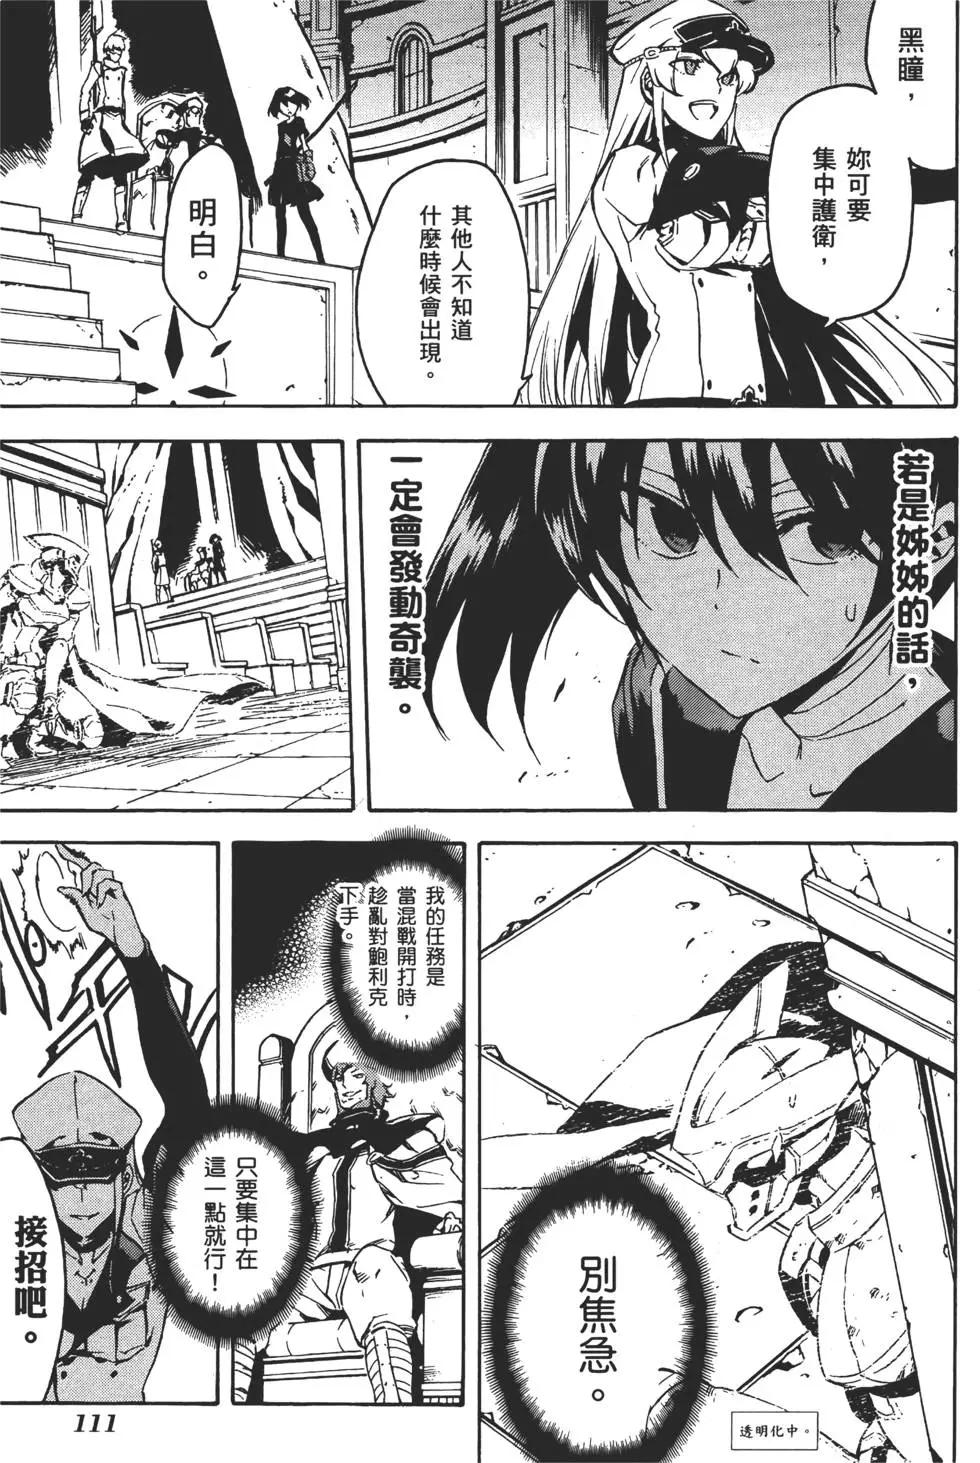 黑瞳，
妳可要
集中護衛，
其他人不知道
什麼時候會出現。
明白。
若是姊姊的話，
一定會發動奇襲。
別焦急。
透明化中。
我的任務是
當混戰開打時，
趁亂對鮑利克
下手。
只要集中在
這一點就行！
接招吧。
111